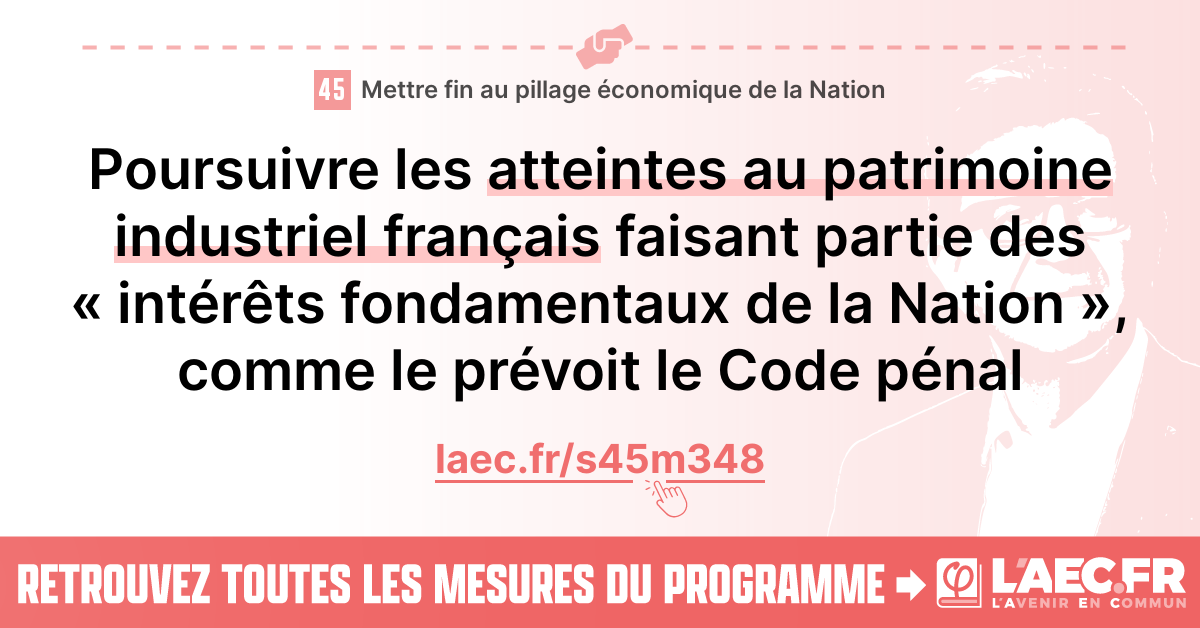 45 Mettre fin au pillage économique de la Nation
Poursuivre les atteintes au patrimoine
industriel français faisant partie des
« intérêts fondamentaux de la Nation »,
comme le prévoit le Code pénal
laec.fr/s45m348
RETROUVEZ TOUTES LES MESURES DU PROGRAMME
φ L'AEC.FR
L'AVENIR EN COMMUN